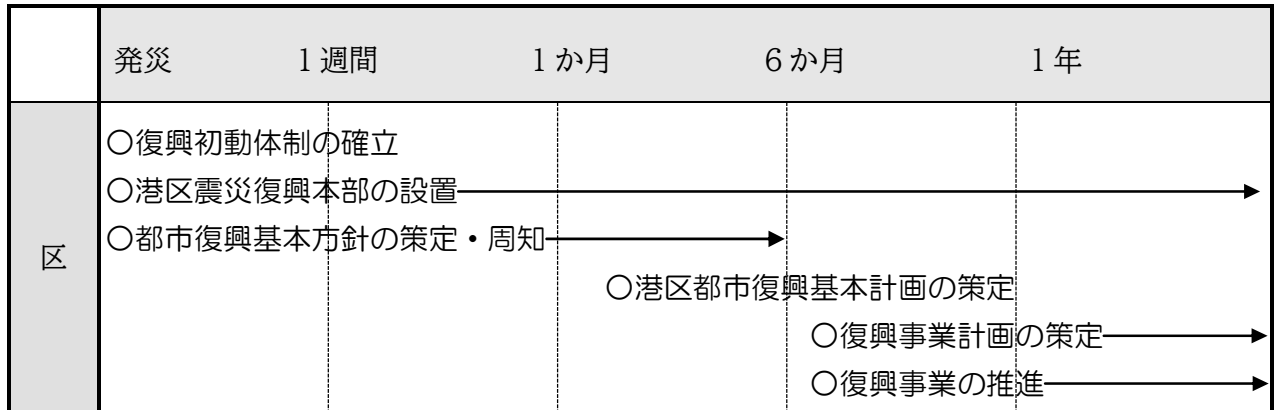 発災 1週間 1か月 6か月 1年
区
○復興初動体制の確立
○港区震災復興本部の設置
○都市復興基本方針の策定・周知
○港区都市復興基本計画の策定
○復興事業計画の策定
○復興事業の推進